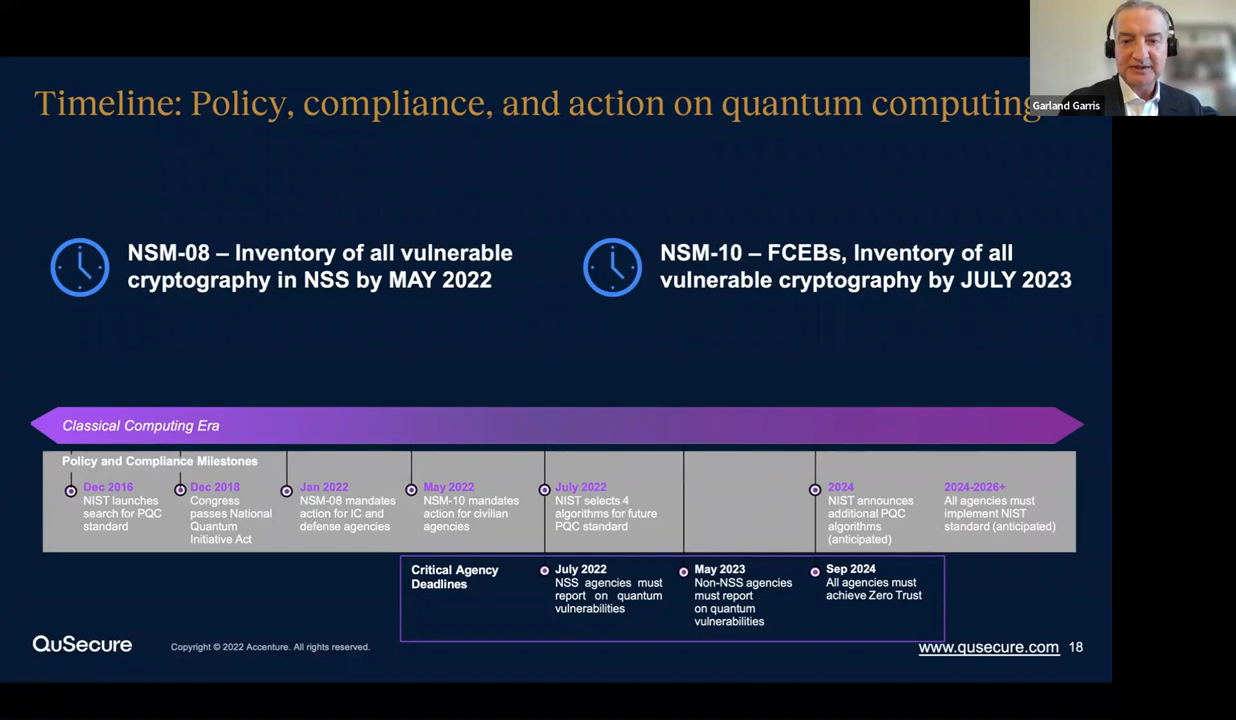 Garland Garris
Timeline: Policy, compliance, and action on quantum computing
NSM-08 – Inventory of all vulnerable
cryptography in NSS by MAY 2022
NSM-10 – FCEBs, Inventory of all
vulnerable cryptography by JULY 2023
Classical Computing Era
Policy and Compliance Milestones
Dec 2016
NIST launches
search for PQC
standard
Dec 2018
Congress
passes National
Quantum
Initiative Act
Jan 2022
NSM-08 mandates
action for IC and
defense agencies
May 2022
NSM-10 mandates
action for civilian
agencies
July 2022
NIST selects 4
algorithms for future
PQC standard
2024
NIST announces
additional PQC
algorithms
(anticipated)
2024-2026+
All agencies must
implement NIST
standard (anticipated)
Critical Agency
Deadlines
July 2022
NSS agencies must
report on quantum
vulnerabilities
May 2023
Non-NSS agencies
must report
on quantum
vulnerabilities
Sep 2024
All agencies must
achieve Zero Trust
QuSecure
Copyright © 2022 Accenture. All rights reserved.
www.qusecure.com
18